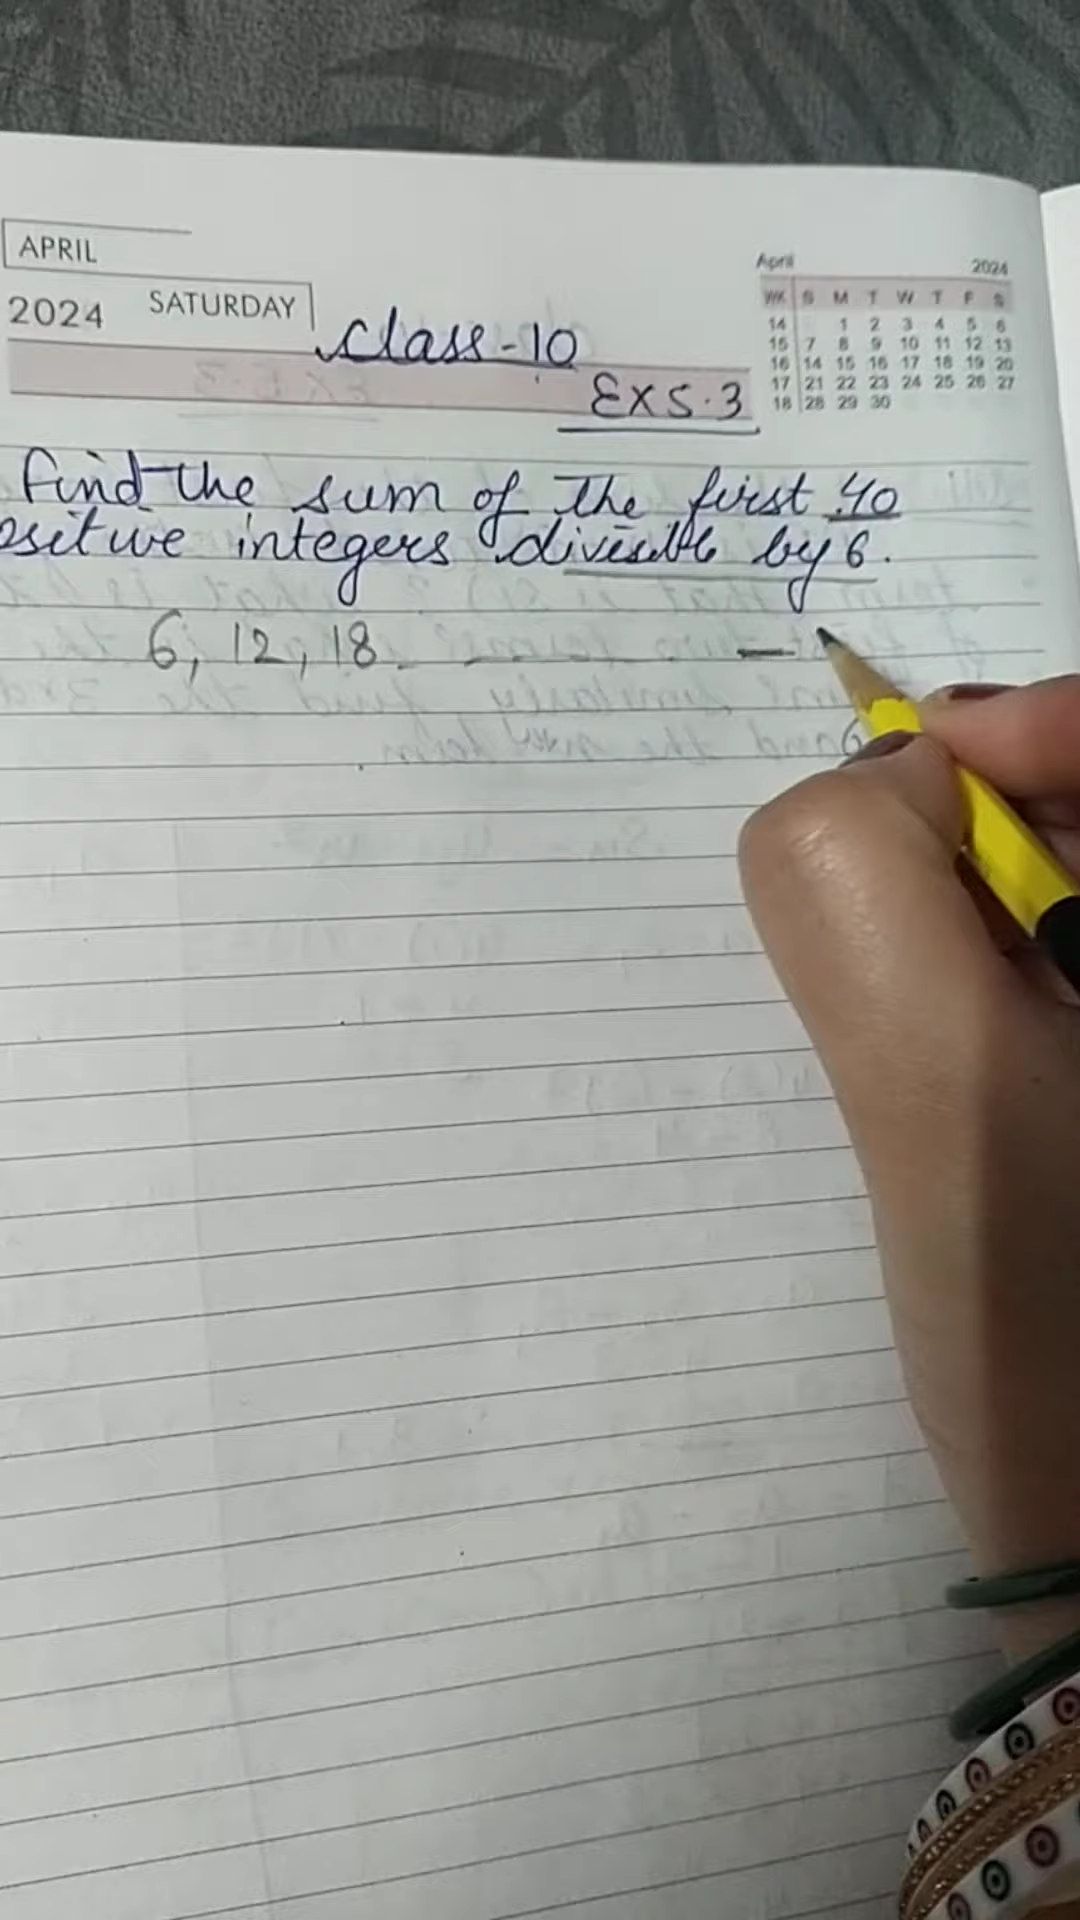 APRIL
2024 SATURDAY
April 2024
WK S M T W T F S
14 1 2 3 4 5 6
15 7 8 9 10 11 12 13
16 14 15 16 17 18 19 20
17 21 22 23 24 25 26 27
18 28 29 30
Class-10
EX 5.3
Find the sum of the first 40
ositive integers divisible by 6.
6, 12, 18